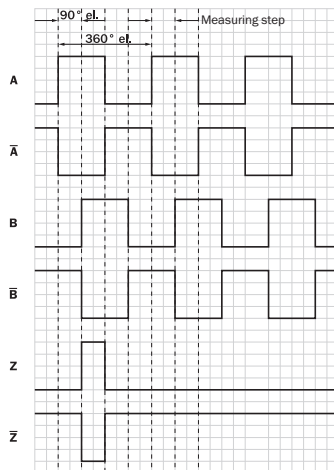 90° el.
Measuring step
360° el.
A
A̅
B
B̅
Z
Z̅